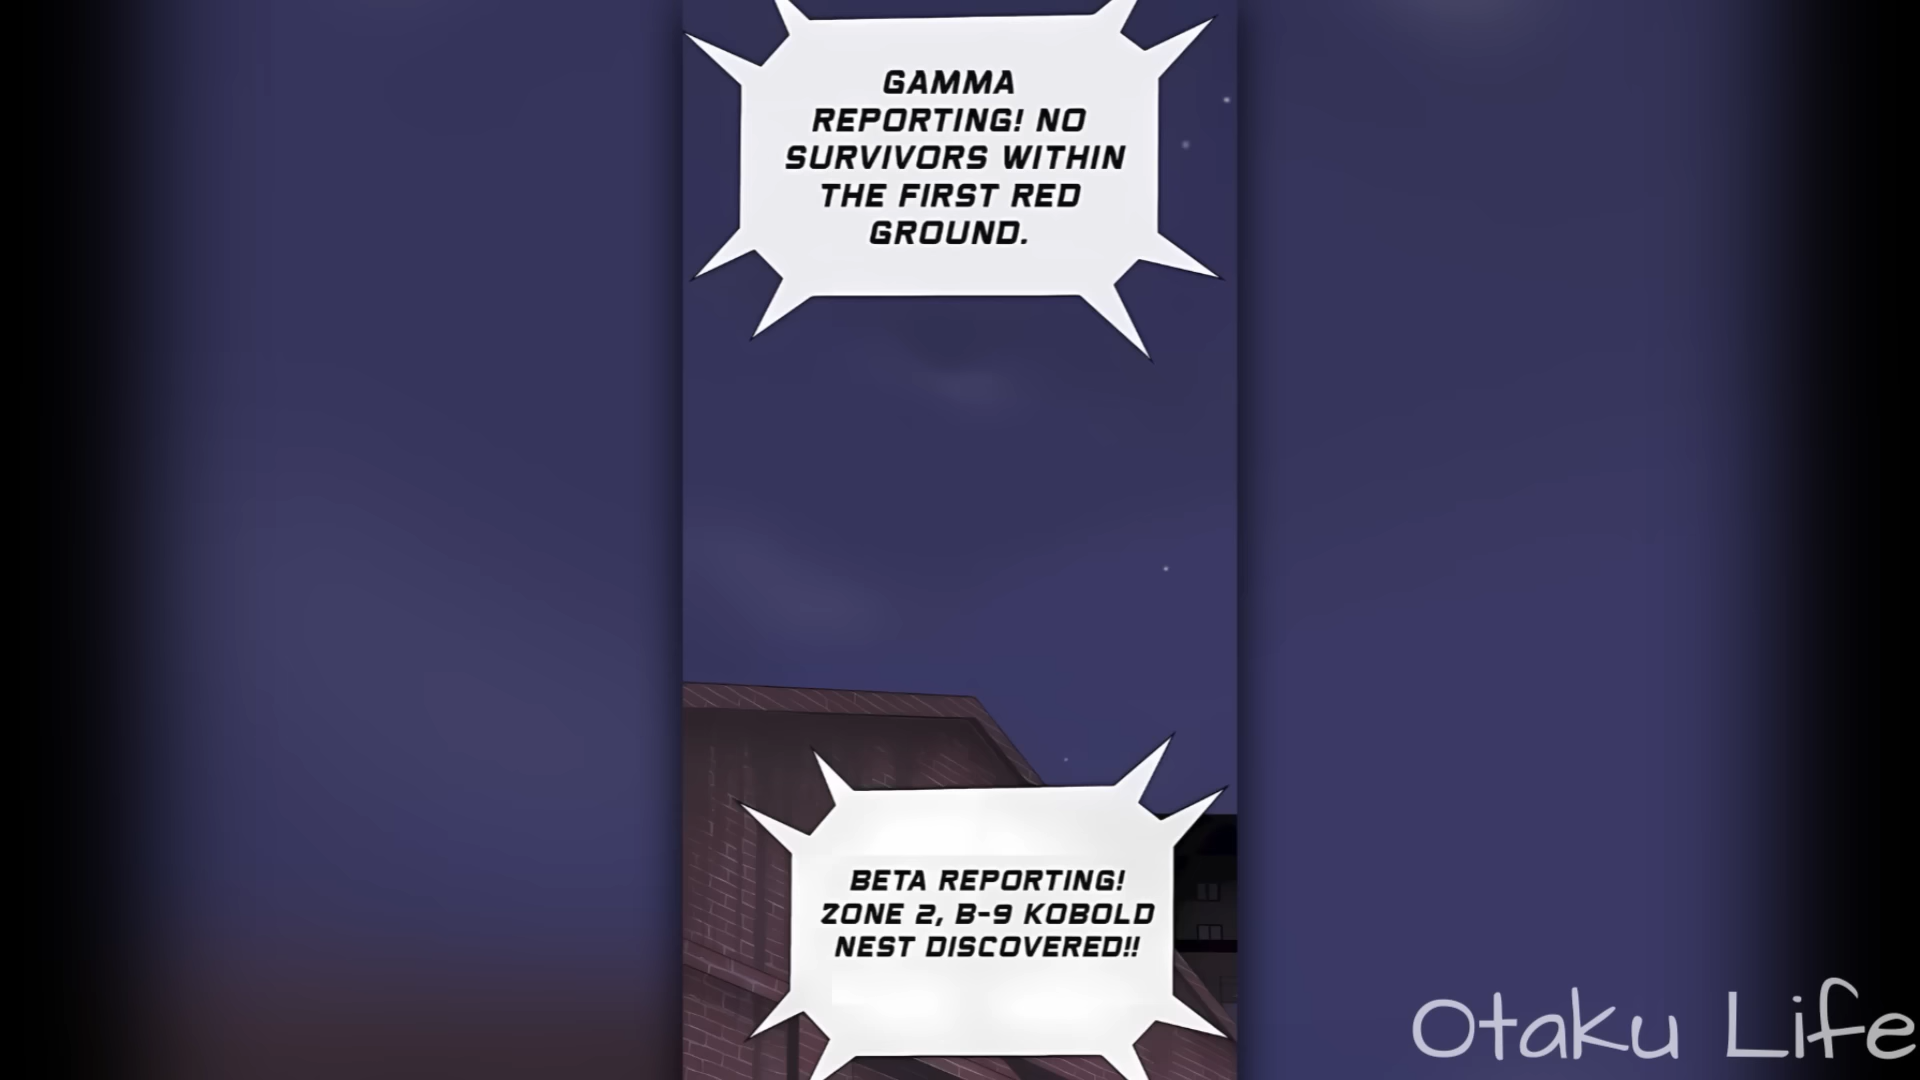 GAMMA
REPORTING! NO
SURVIVORS WITHIN
THE FIRST RED
GROUND.
BETA REPORTING!
ZONE 2, B-9 KOBOLD
NEST DISCOVERED!!
Otaku Life